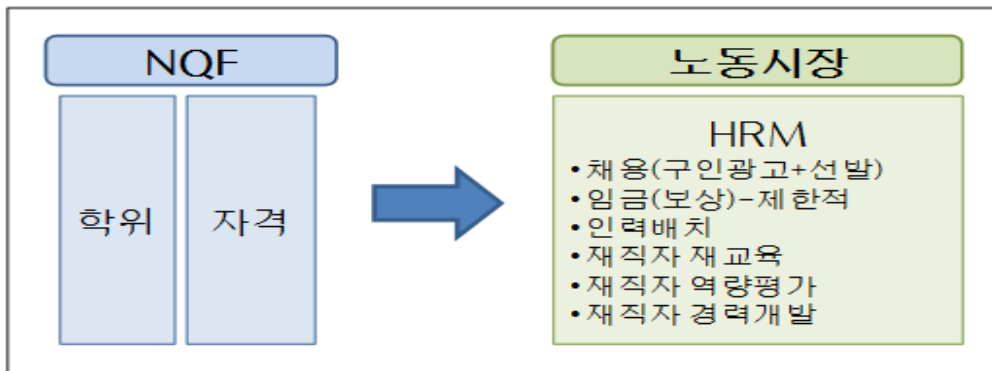 NQF
학위
자격
노동시장
HRM
•채용(구인광고+선발)
•임금(보상)-제한적
•인력배치
•재직자 재교육
•재직자 역량평가
•재직자 경력개발